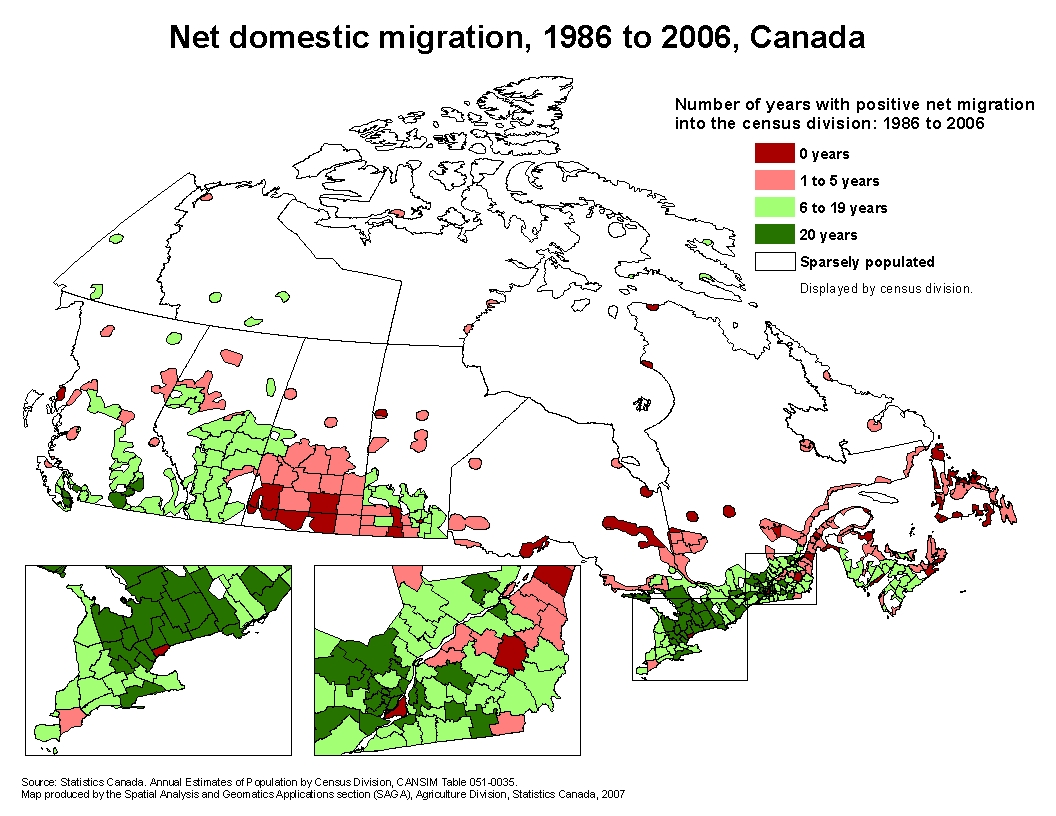 Net domestic migration, 1986 to 2006, Canada
Number of years with positive net migration
into the census division: 1986 to 2006
0 years
1 to 5 years
6 to 19 years
20 years
Sparsely populated
Displayed by census division.
Source: Statistics Canada. Annual Estimates of Population by Census Division, CANSIM Table 051-0035.
Map produced by the Spatial Analysis and Geomatics Applications section (SAGA), Agriculture Division, Statistics Canada, 2007